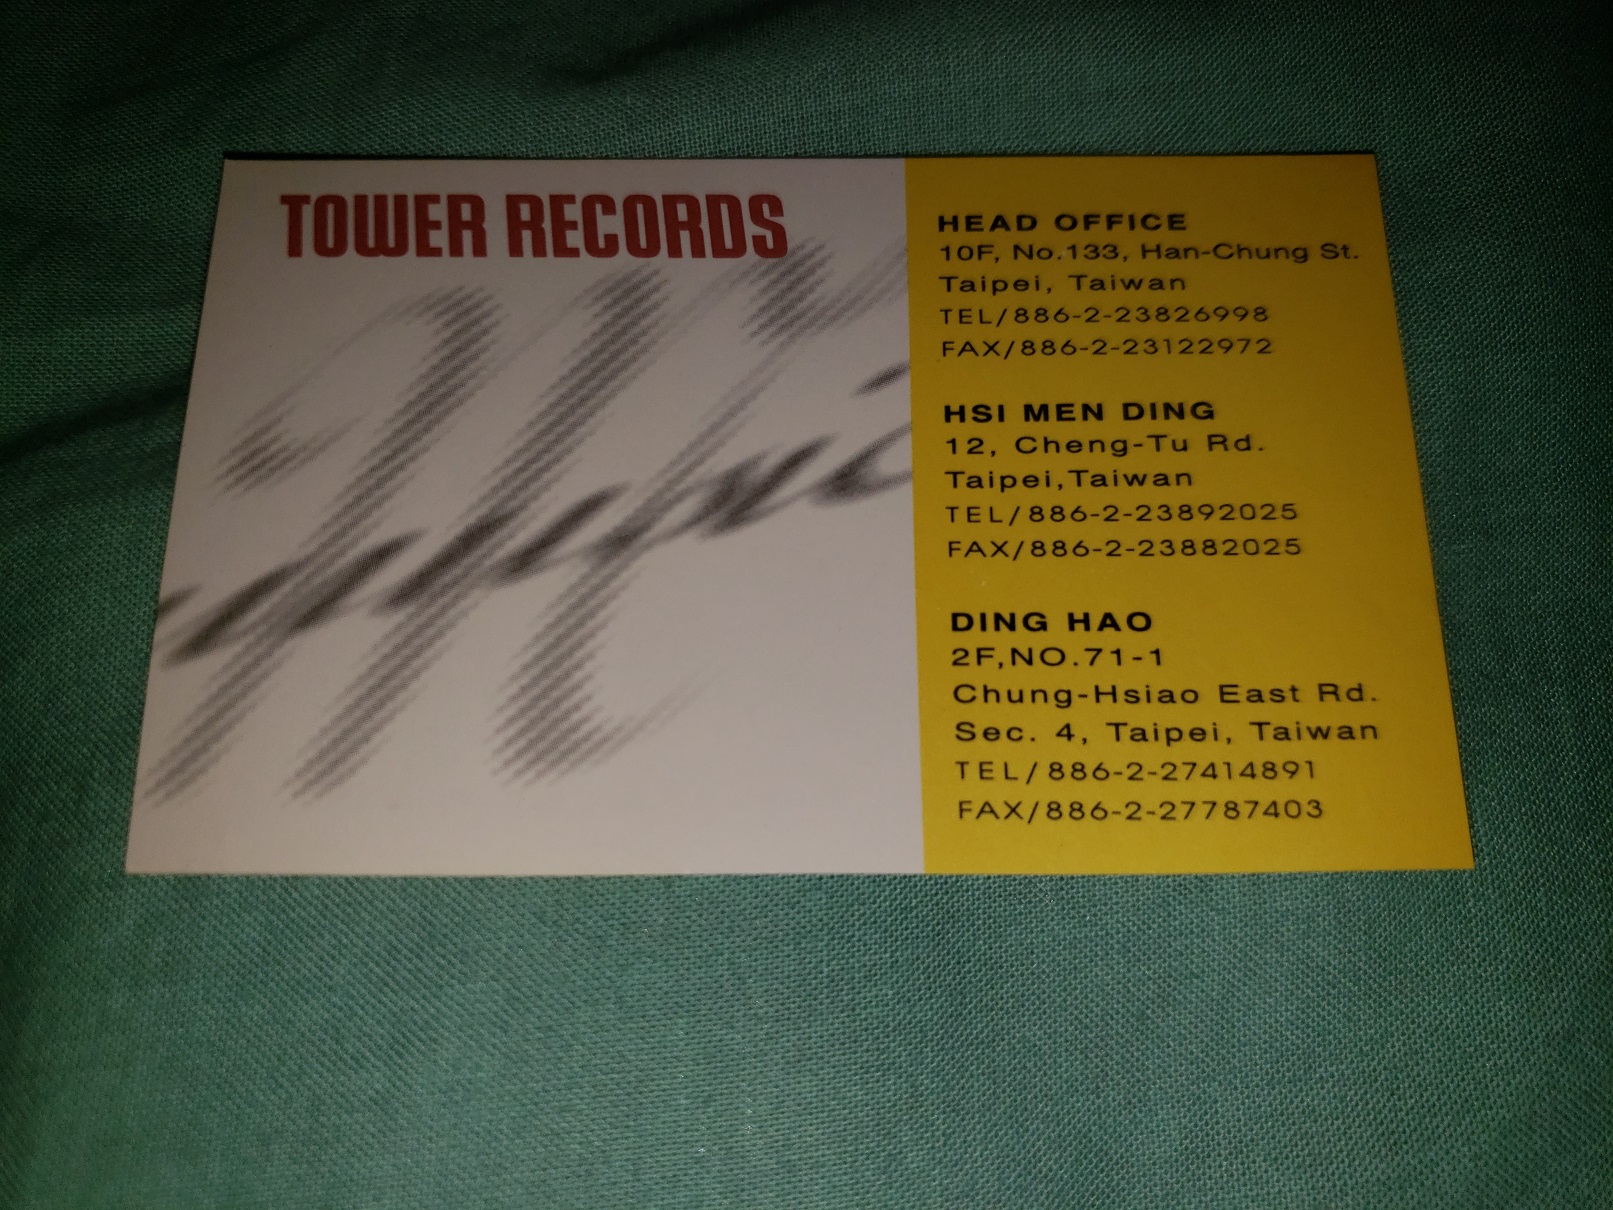 TOWER RECORDS
HEAD OFFICE
10F, No.133, Han-Chung St.
Taipei, Taiwan
TEL/886-2-23826998
FAX/886-2-23122972
HSI MEN DING
12, Cheng-Tu Rd.
Taipei,Taiwan
TEL/886-2-23892025
FAX/886-2-23882025
DING HAO
2F,NO.71-1
Chung-Hsiao East Rd.
Sec. 4, Taipei, Taiwan
TEL/886-2-27414891
FAX/886-2-27787403